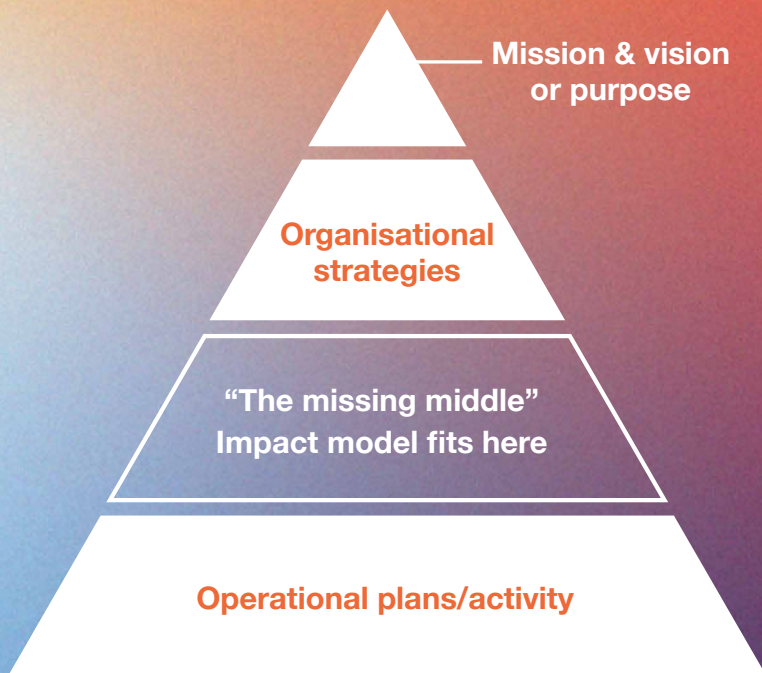 Mission & vision
or purpose
Organisational
strategies
“The missing middle”
Impact model fits here
Operational plans/activity